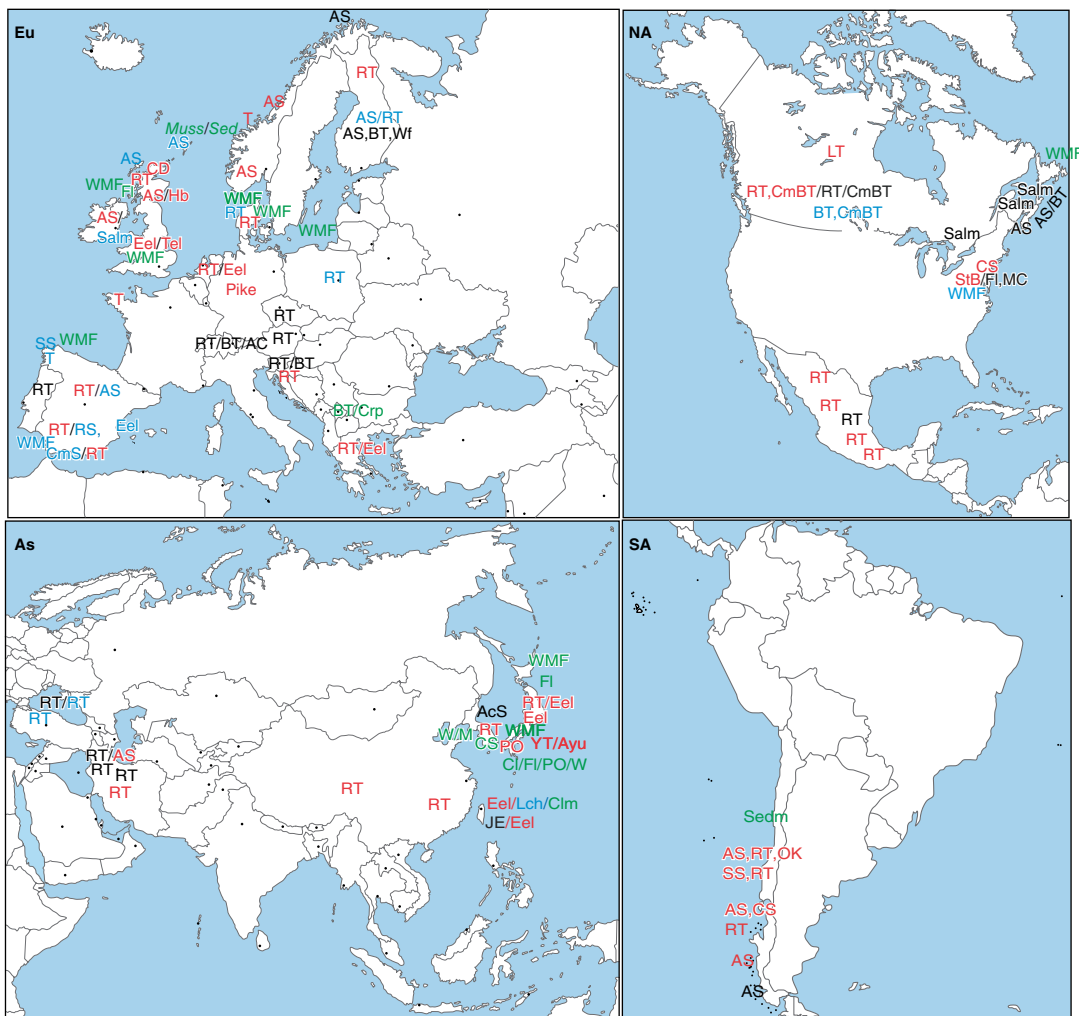 Eu
AS
RT
AS
T
AS/RT
Muss/Sed
AS,BT,Wf
AS
AS
CD
RT
AS
WMF
Fl
AS/Hb
WMF
RT
WMF
AS/
RT
WMF
Salm
Eel/Tel
WMF
RT/Eel
RT
Pike
T
RT
SS
WMF
RT/BT/AC
RT
T
RT/BT
RT
RT
RT/AS
BT/Crp
Eel
RT/RS,
WMF
CmS/RT
RT/Eel
NA
WMF
LT
RT,CmBT/RT/CmBT
Salm
Salm
AS/BT
BT,CmBT
AS
Salm
CS
StB/Fl,MC
WMF
RT
RT
RT
RT
RT
As
WMF
Fl
RT/RT
RT/Eel
RT
AcS
Eel
W/M
RT
WMF
CS
PO
YT/Ayu
RT/AS
Cl/Fl/PO/W
RT
RT
RT
RT
RT
Eel/Lch/Clm
JE/Eel
SA
Sedm
AS,RT,OK
SS,RT
AS,CS
RT
AS
AS